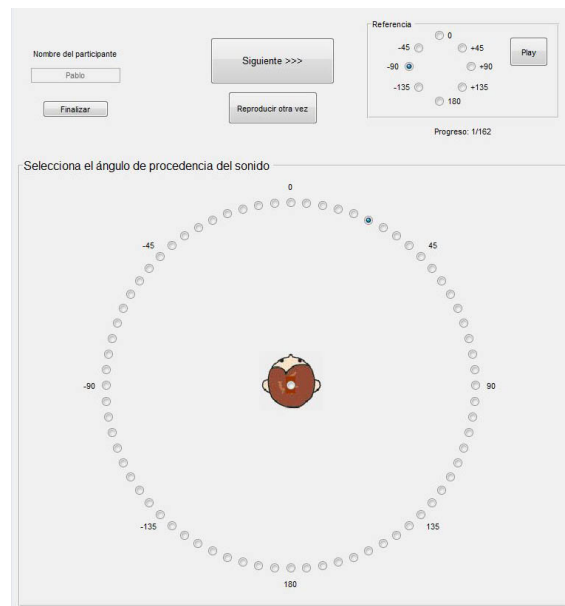 Nombre del participante
Pablo
Finalizar
Siguiente >>>
Reproducir otra vez
Referencia
0
-45
+45
-90
+90
-135
+135
180
Play
Progreso: 1/162
Selecciona el ángulo de procedencia del sonido
0
-45
45
-90
90
-135
135
180